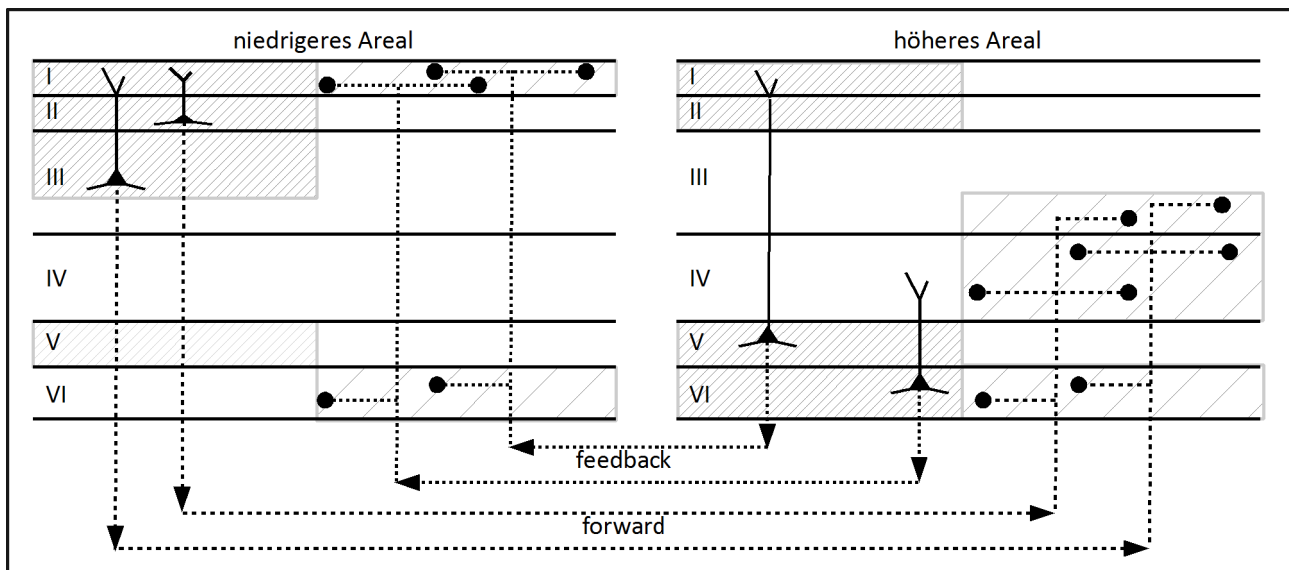 niedrigeres Areal
höheres Areal
I
II
III
IV
V
VI
I
II
III
IV
V
VI
feedback
forward